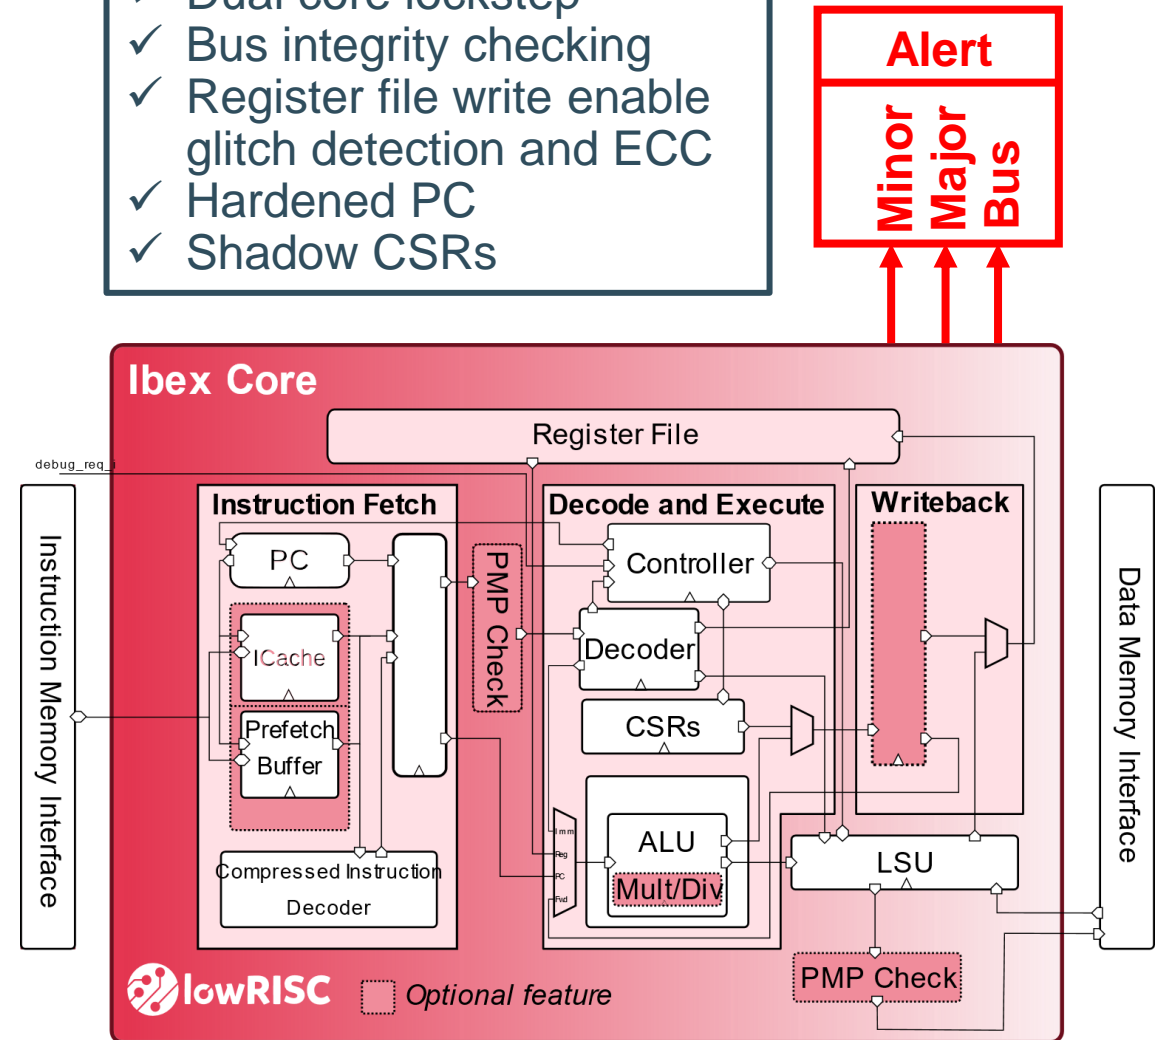 ✓ Dual core lockstep
✓ Bus integrity checking
✓ Register file write enable
glitch detection and ECC
✓ Hardened PC
✓ Shadow CSRs
Alert
Minor
Major
Bus
Ibex Core
Register File
debug_req_i
Instruction Memory Interface
Instruction Fetch
PC
ICache
Prefetch
Buffer
Compressed Instruction
Decoder
PMP Check
Decode and Execute
Controller
Decoder
CSRs
Imm
Reg
PC
Fwd
ALU
Mult/Div
Writeback
LSU
PMP Check
Data Memory Interface
lowRISC
Optional feature